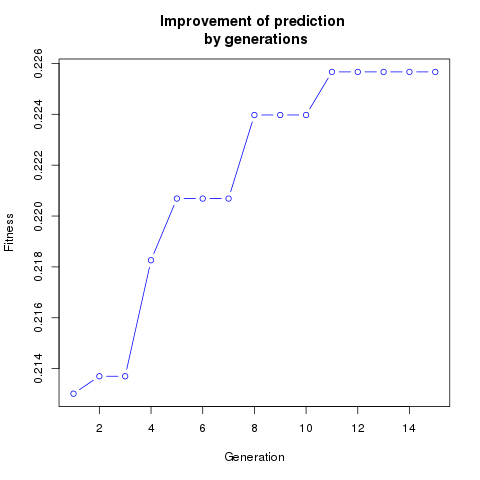 Improvement of prediction
by generations
Fitness
0.226
0.224
0.222
0.220
0.218
0.216
0.214
2 4 6 8 10 12 14
Generation